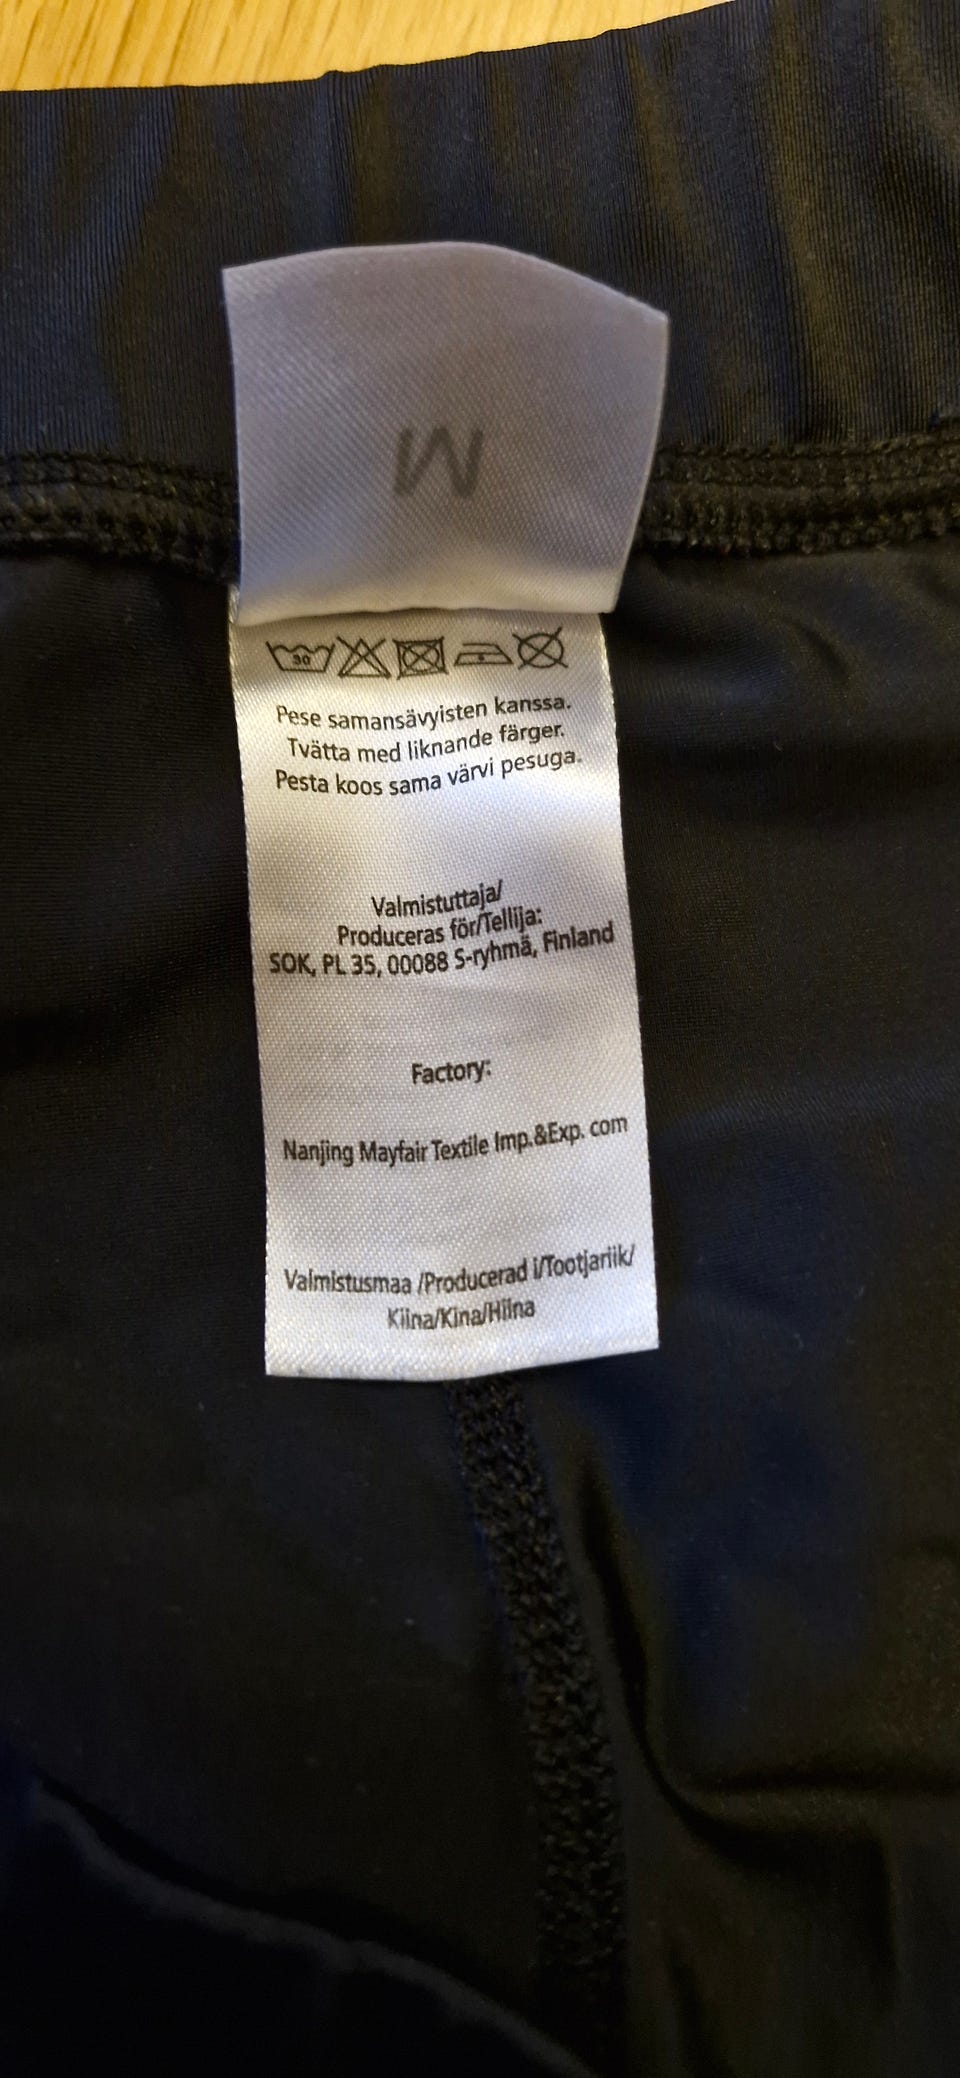 M
30
Pese samansävyisten kanssa.
Tvätta med liknande färger.
Pesta koos sama värvi pesuga.
Valmistuttaja/
Produceras för/Tellija:
SOK, PL 35, 00088 S-ryhmä, Finland
Factory:
Nanjing Mayfair Textile Imp.&Exp. com
Valmistusmaa /Producerad i/Tootjariik/
Kiina/Kina/Hiina